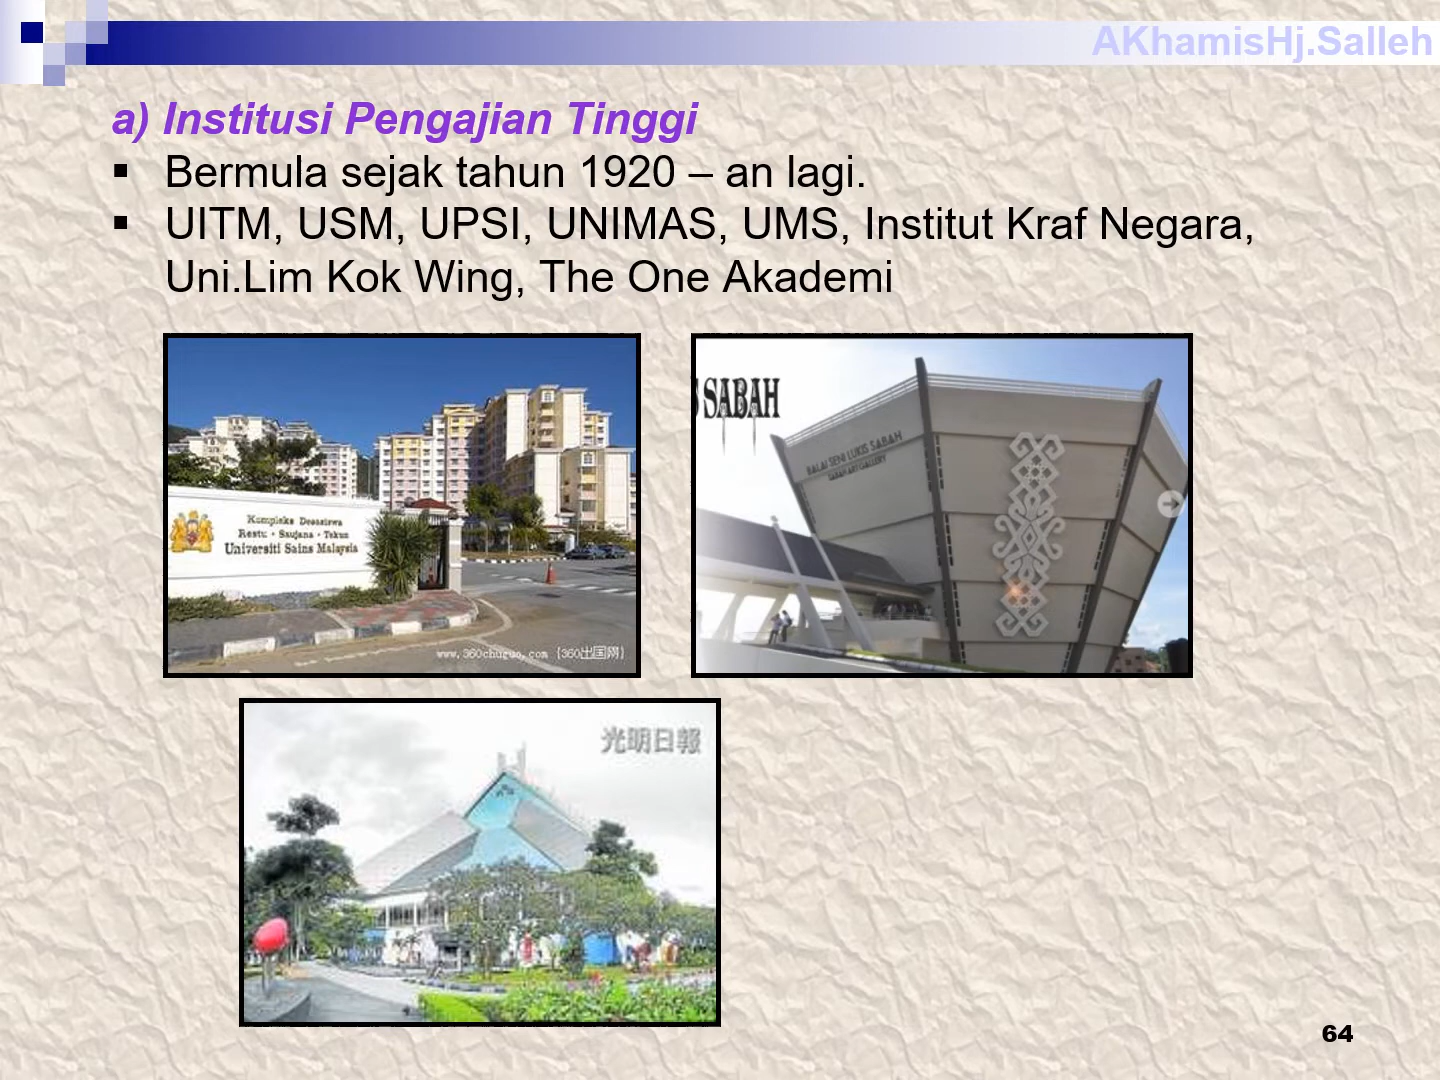 AKhamisHj.Salleh
a) Institusi Pengajian Tinggi
▪ Bermula sejak tahun 1920 – an lagi.
▪ UITM, USM, UPSI, UNIMAS, UMS, Institut Kraf Negara,
Uni.Lim Kok Wing, The One Akademi
Kompleks Desasiswa
Restu • Saujana • Tekun
Universiti Sains Malaysia
www.360chuguo.com (360出国网)
SABAH
BALAI SENI LUKIS SABAH
SABAH ART GALLERY
光明日報
64